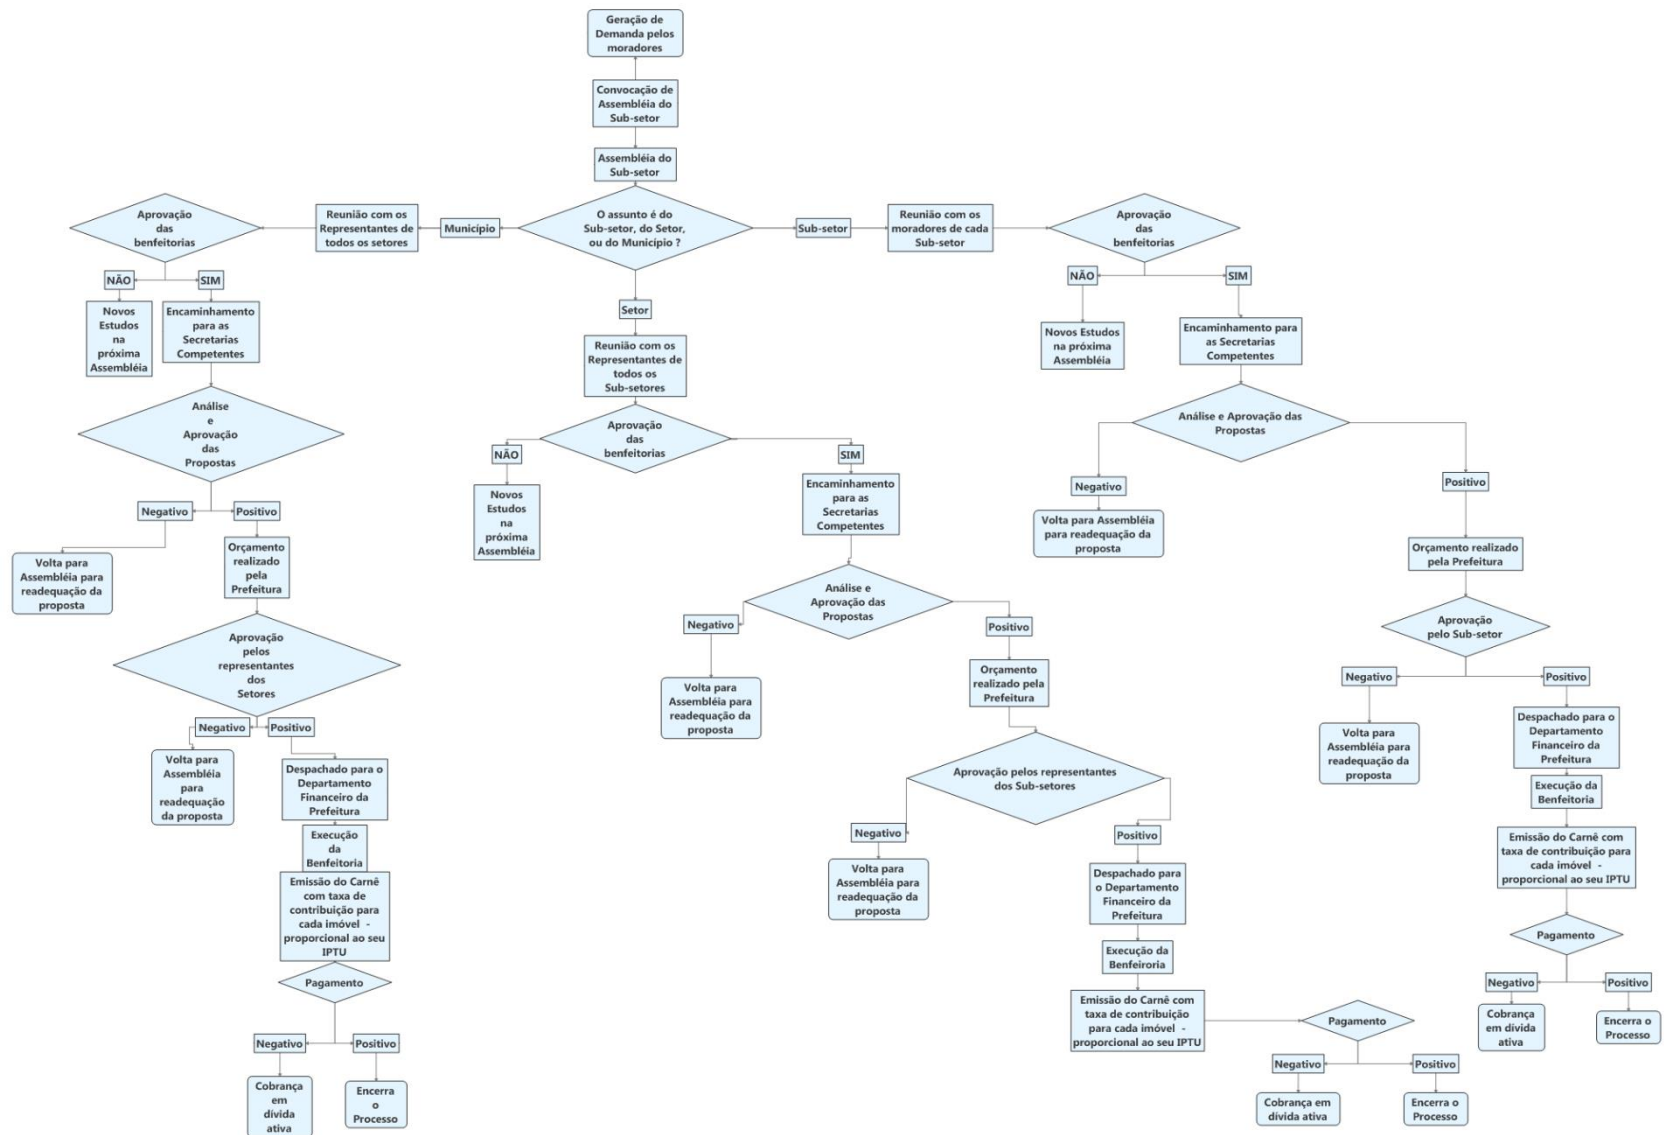 Geração de
Demanda pelos
moradores
Convocação de
Assembléia do
Sub-setor
Assembléia do
Sub-setor
O assunto é do
Sub-setor, do Setor,
ou do Município ?
Município
Reunião com os
Representantes de
todos os setores
Aprovação
das
benfeitorias
NÃO
SIM
Novos
Estudos
na
próxima
Assembléia
Encaminhamento
para as
Secretarias
Competentes
Análise
e
Aprovação
das
Propostas
Negativo
Positivo
Volta para
Assembléia para
readequação da
proposta
Orçamento
realizado
pela
Prefeitura
Aprovação
pelos
representantes
dos
Setores
Negativo
Positivo
Volta para
Assembléia
para
readequação
da proposta
Despachado para o
Departamento
Financeiro da
Prefeitura
Execução
da
Benfeitoria
Emissão do Carnê
com taxa de
contribuição para
cada imóvel -
proporcional ao seu
IPTU
Pagamento
Negativo
Positivo
Cobrança
em
dívida
ativa
Encerra
o
Processo
Setor
Reunião com os
Representantes de
todos os
Sub-setores
Aprovação
das
benfeitorias
NÃO
SIM
Novos
Estudos
na
próxima
Assembléia
Encaminhamento
para as
Secretarias
Competentes
Análise e
Aprovação das
Propostas
Negativo
Positivo
Volta para
Assembléia para
readequação da
proposta
Orçamento
realizado pela
Prefeitura
Aprovação pelos representantes
dos Sub-setores
Negativo
Positivo
Volta para
Assembléia para
readequação da
proposta
Despachado para
o Departamento
Financeiro da
Prefeitura
Execução da
Benfeiroria
Emissão do Carnê com
taxa de contribuição
para cada imóvel -
proporcional ao seu IPTU
Pagamento
Negativo
Positivo
Cobrança em
dívida ativa
Encerra o
Processo
Sub-setor
Reunião com os
moradores de cada
Sub-setor
Aprovação
das
benfeitorias
NÃO
SIM
Novos Estudos
na próxima
Assembléia
Encaminhamento para
as Secretarias
Competentes
Análise e Aprovação das
Propostas
Negativo
Positivo
Volta para Assembléia
para readequação da
proposta
Orçamento realizado
pela Prefeitura
Aprovação
pelo Sub-setor
Negativo
Positivo
Volta para
Assembléia para
readequação da
proposta
Despachado para o
Departamento
Financeiro da
Prefeitura
Execução da
Benfeitoria
Emissão do Carnê com
taxa de contribuição para
cada imóvel -
proporcional ao seu IPTU
Pagamento
Negativo
Positivo
Cobrança
em dívida
ativa
Encerra o
Processo